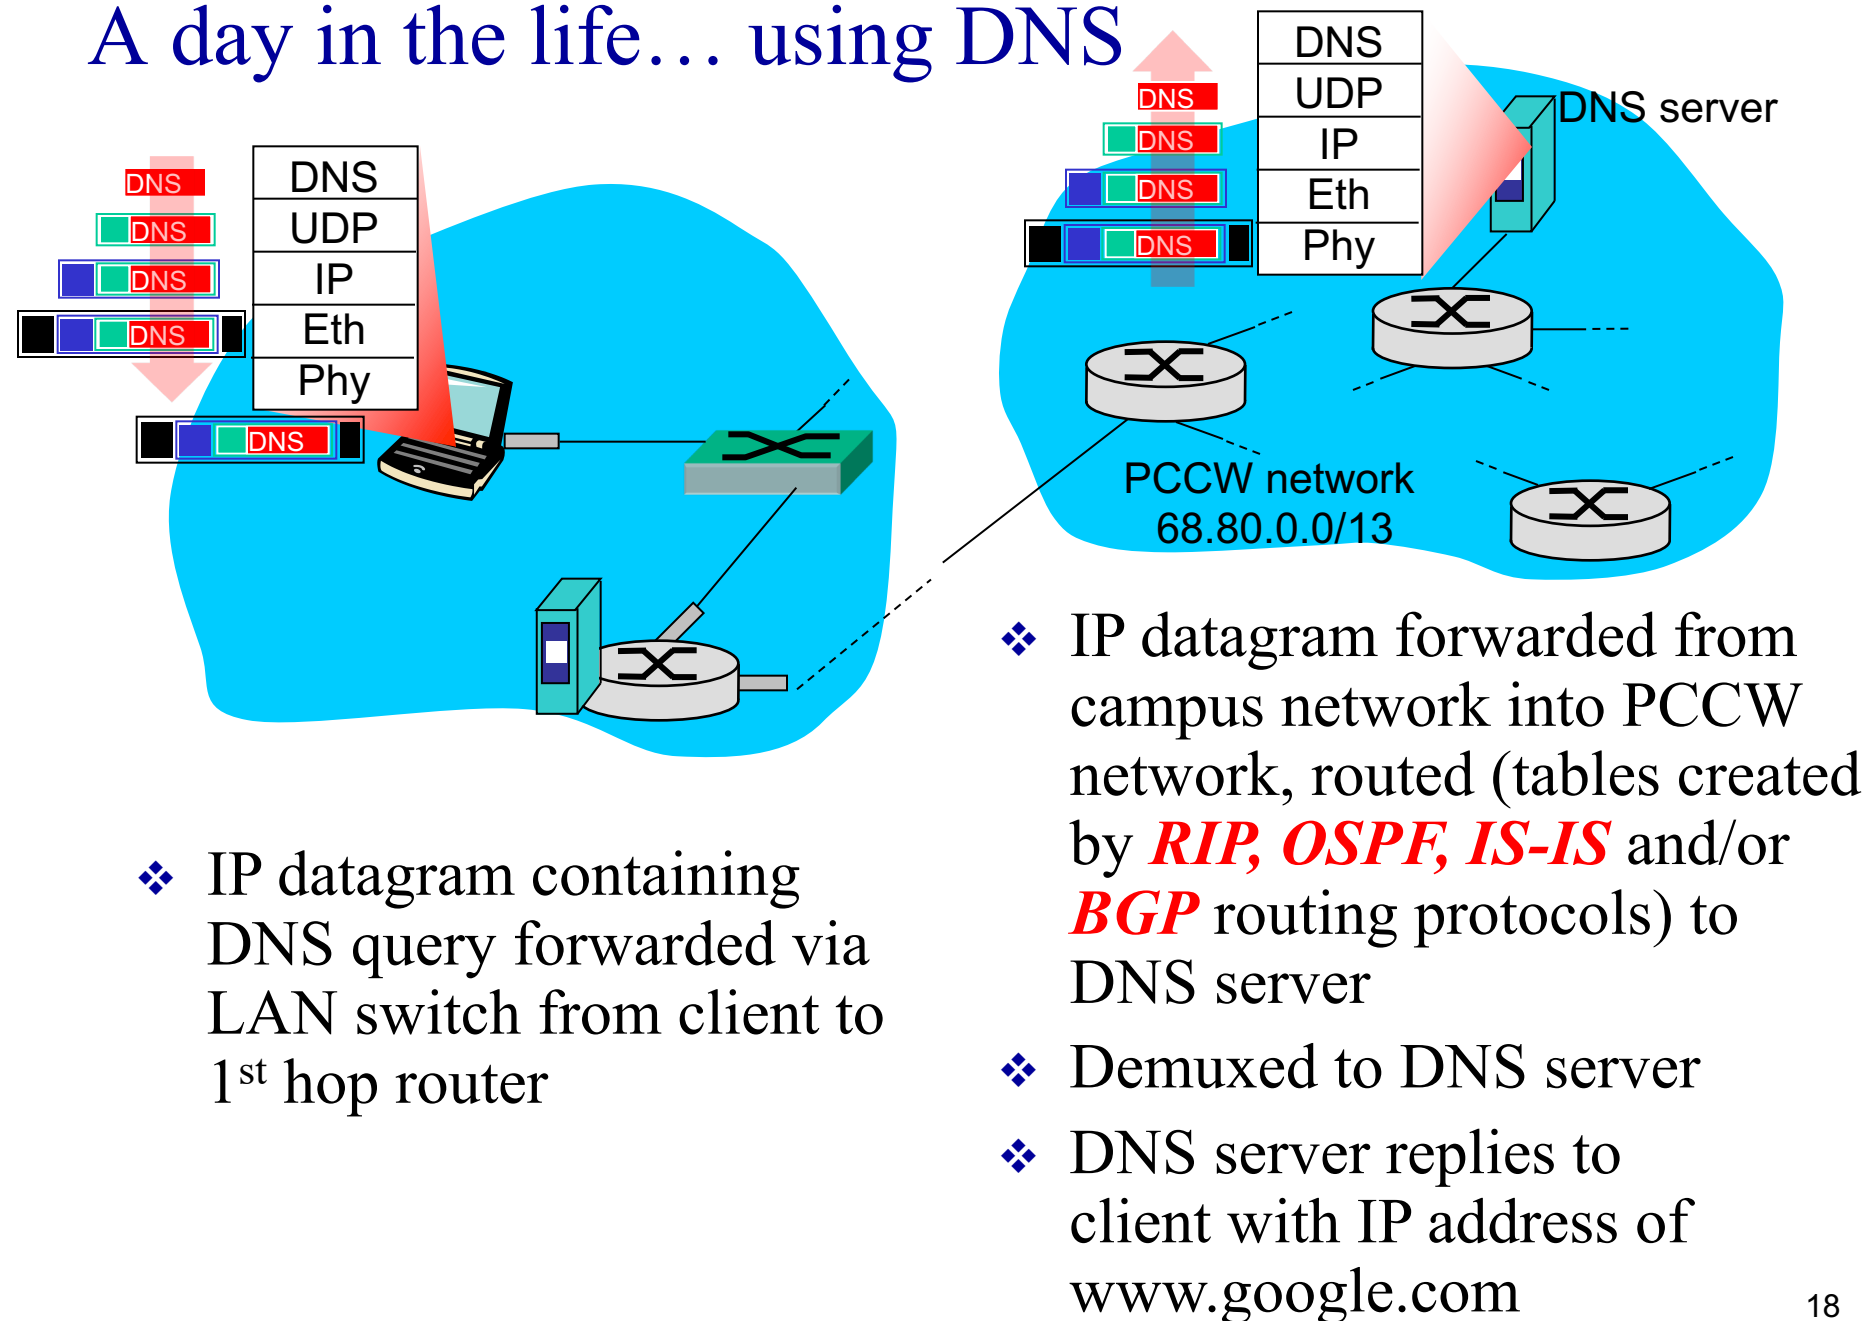 A day in the life… using DNS
DNS
DNS
DNS
DNS
DNS
UDP
IP
Eth
Phy
DNS
DNS
DNS
DNS
DNS
DNS
UDP
IP
Eth
Phy
DNS server
PCCW network
68.80.0.0/13
❖ IP datagram containing
DNS query forwarded via
LAN switch from client to
1st hop router
❖ IP datagram forwarded from
campus network into PCCW
network, routed (tables created
by RIP, OSPF, IS-IS and/or
BGP routing protocols) to
DNS server
❖ Demuxed to DNS server
❖ DNS server replies to
client with IP address of
www.google.com
18